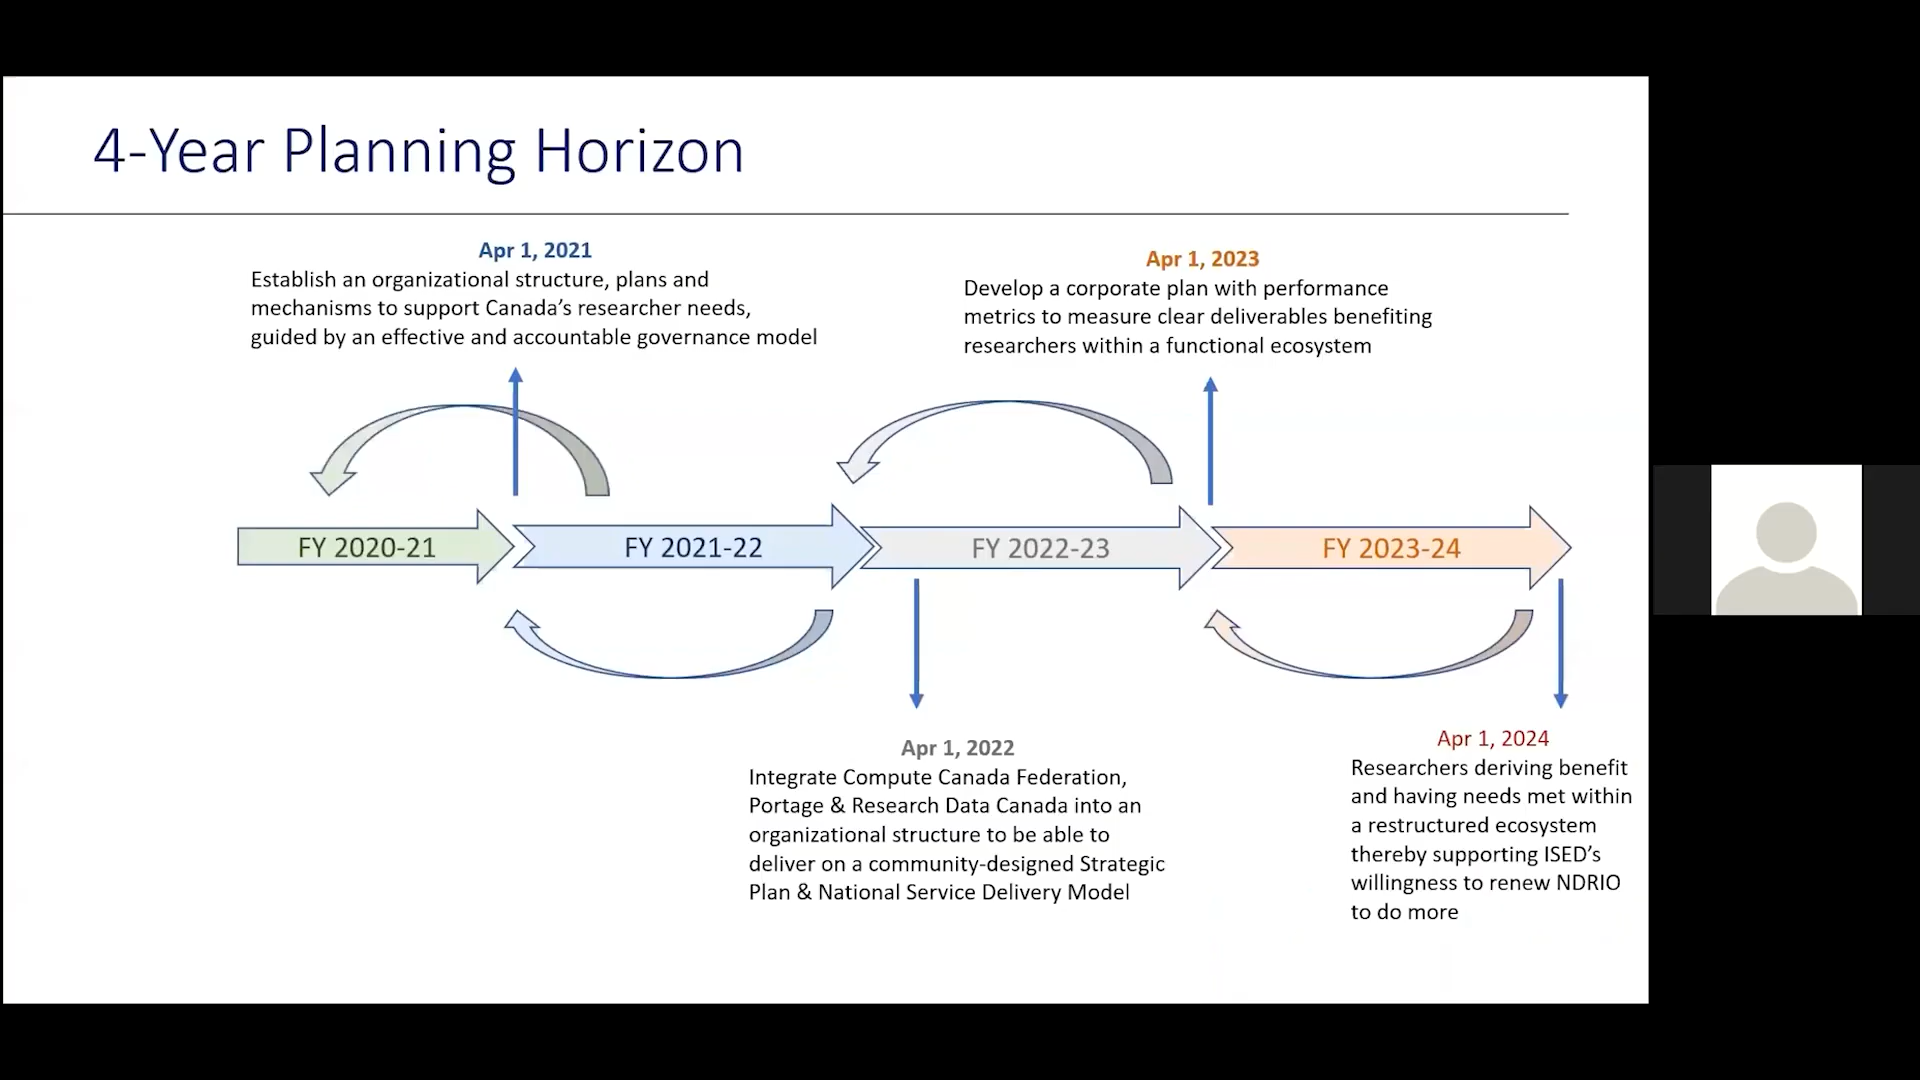 4-Year Planning Horizon
Apr 1, 2021
Establish an organizational structure, plans and
mechanisms to support Canada's researcher needs,
guided by an effective and accountable governance model
Apr 1, 2023
Develop a corporate plan with performance
metrics to measure clear deliverables benefiting
researchers within a functional ecosystem
FY 2020-21
FY 2021-22
FY 2022-23
FY 2023-24
Apr 1, 2022
Integrate Compute Canada Federation,
Portage & Research Data Canada into an
organizational structure to be able to
deliver on a community-designed Strategic
Plan & National Service Delivery Model
Apr 1, 2024
Researchers deriving benefit
and having needs met within
a restructured ecosystem
thereby supporting ISED's
willingness to renew NDRIO
to do more